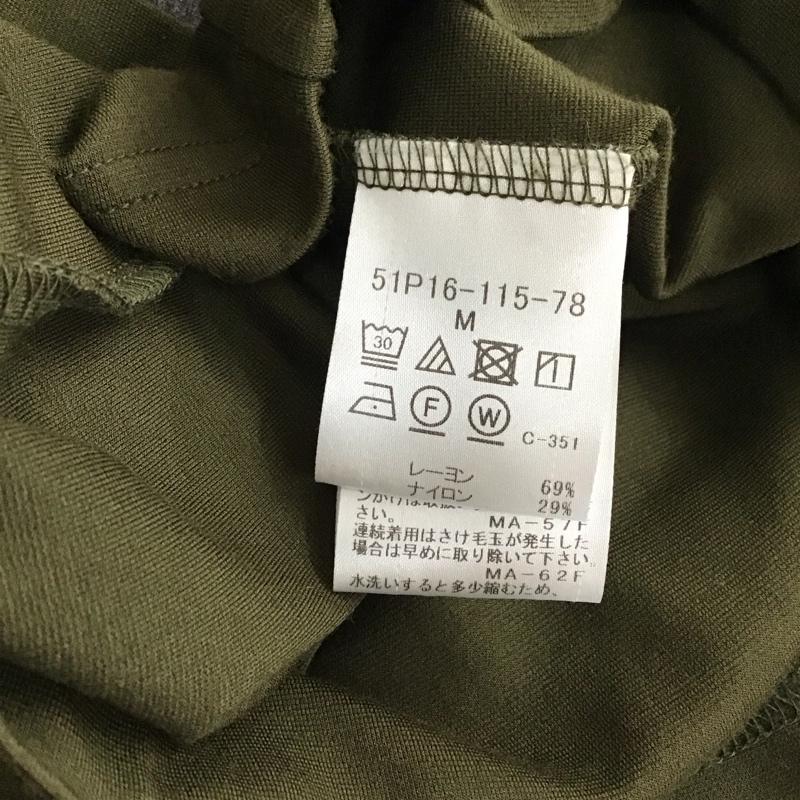 51P16-115-78
M
30
F W C-351
レーヨン 69%
ナイロン 29%
さい。 MA-57F
連続着用はさけ毛玉が発生した
場合は早めに取り除いて下さい。
MA-62F
水洗いすると多少縮むため、